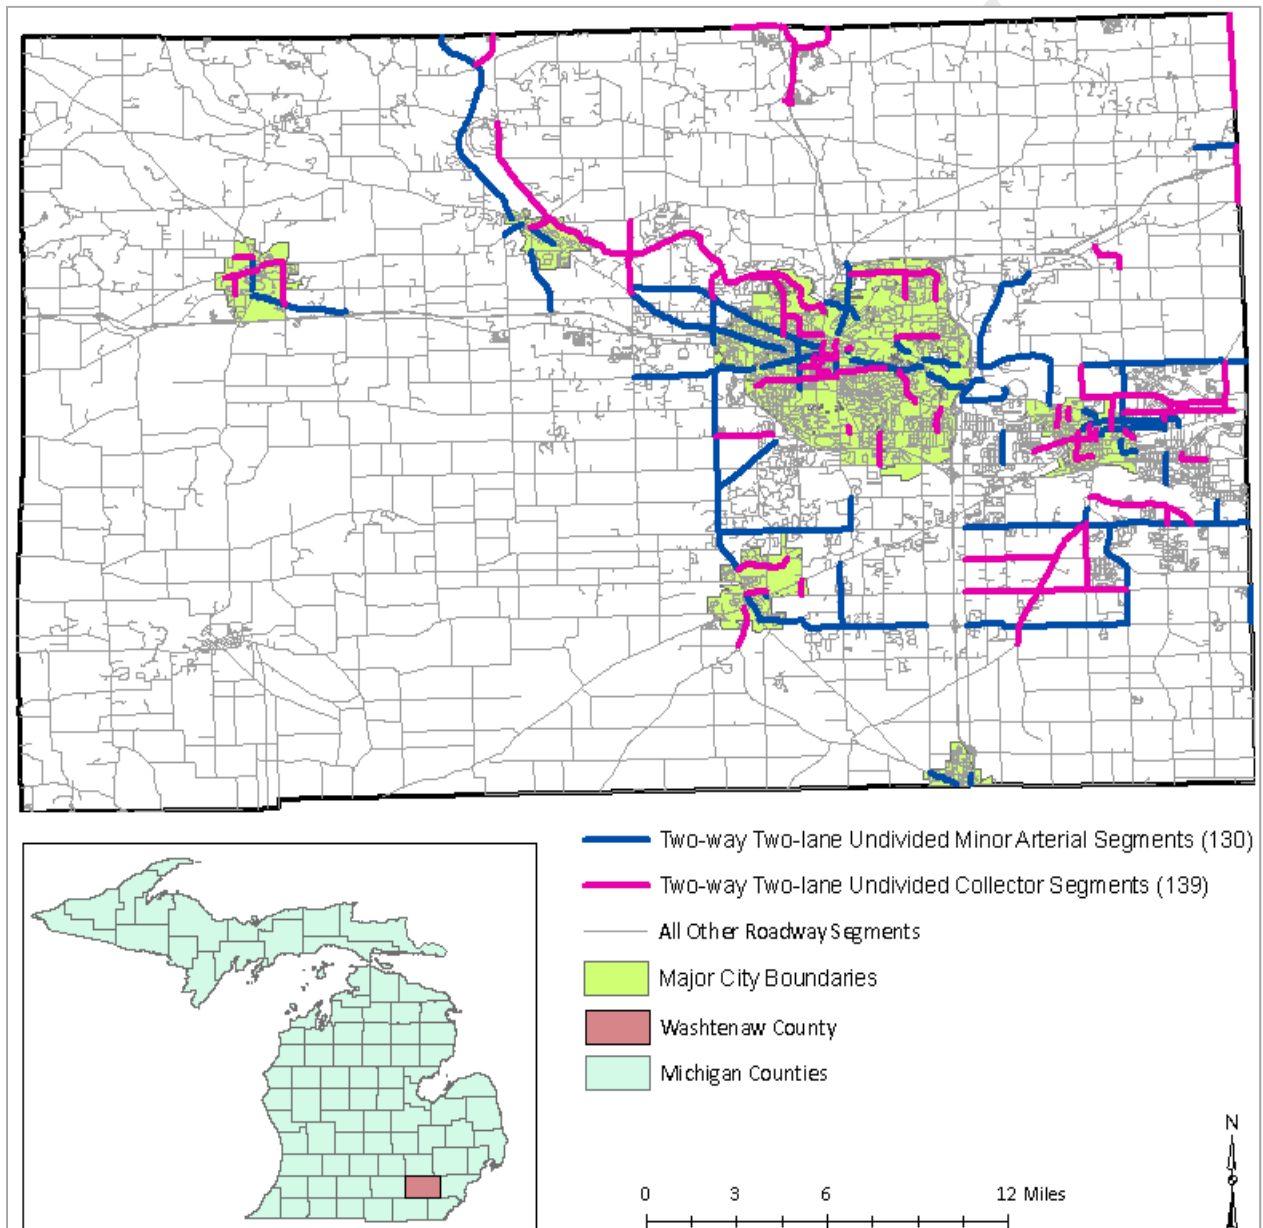 Two-way Two-lane Undivided Minor Arterial Segments (130)
Two-way Two-lane Undivided Collector Segments (139)
All Other Roadway Segments
Major City Boundaries
Washtenaw County
Michigan Counties
N
0 3 6 12 Miles